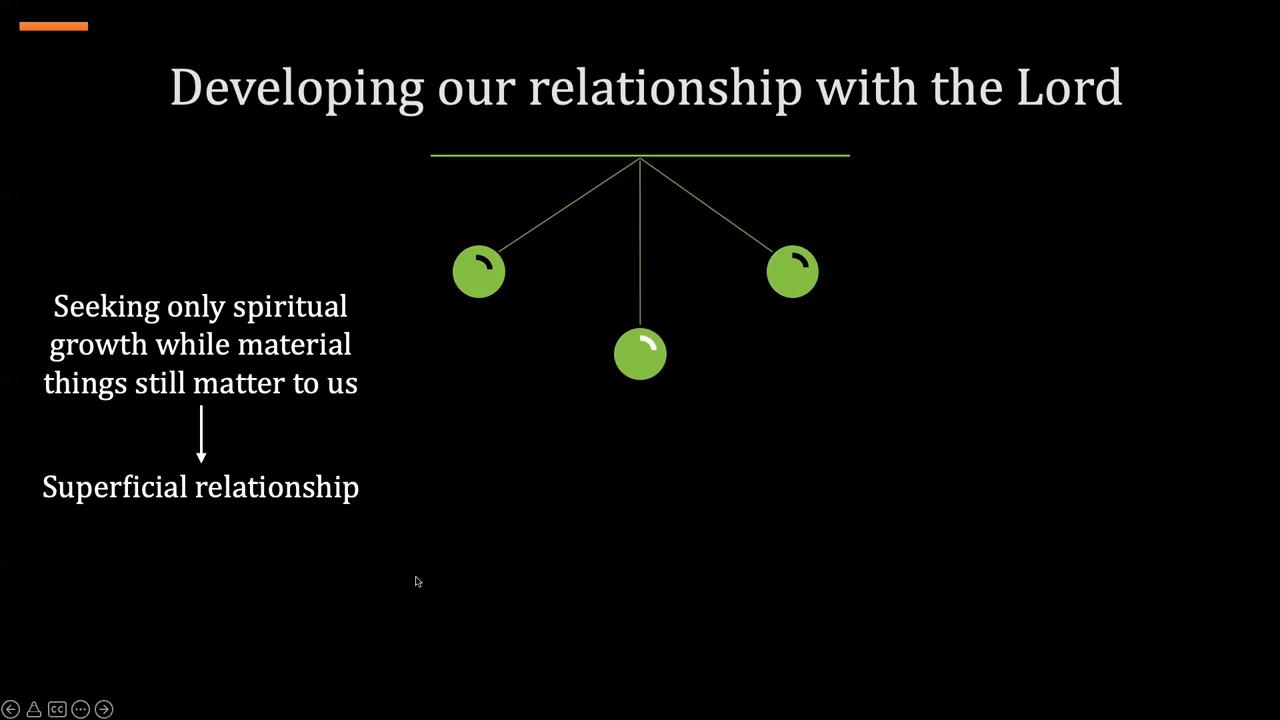 Developing our relationship with the Lord
Seeking only spiritual
growth while material
things still matter to us
Superficial relationship
CC